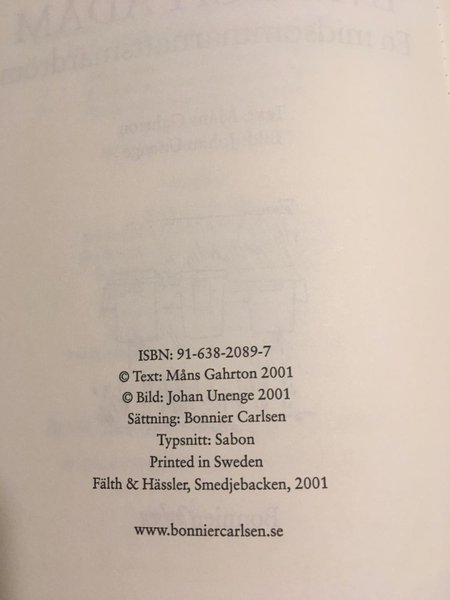 ISBN: 91-638-2089-7
© Text: Måns Gahrton 2001
© Bild: Johan Unenge 2001
Sättning: Bonnier Carlsen
Typsnitt: Sabon
Printed in Sweden
Fälth & Hässler, Smedjebacken, 2001
www.bonniercarlsen.se